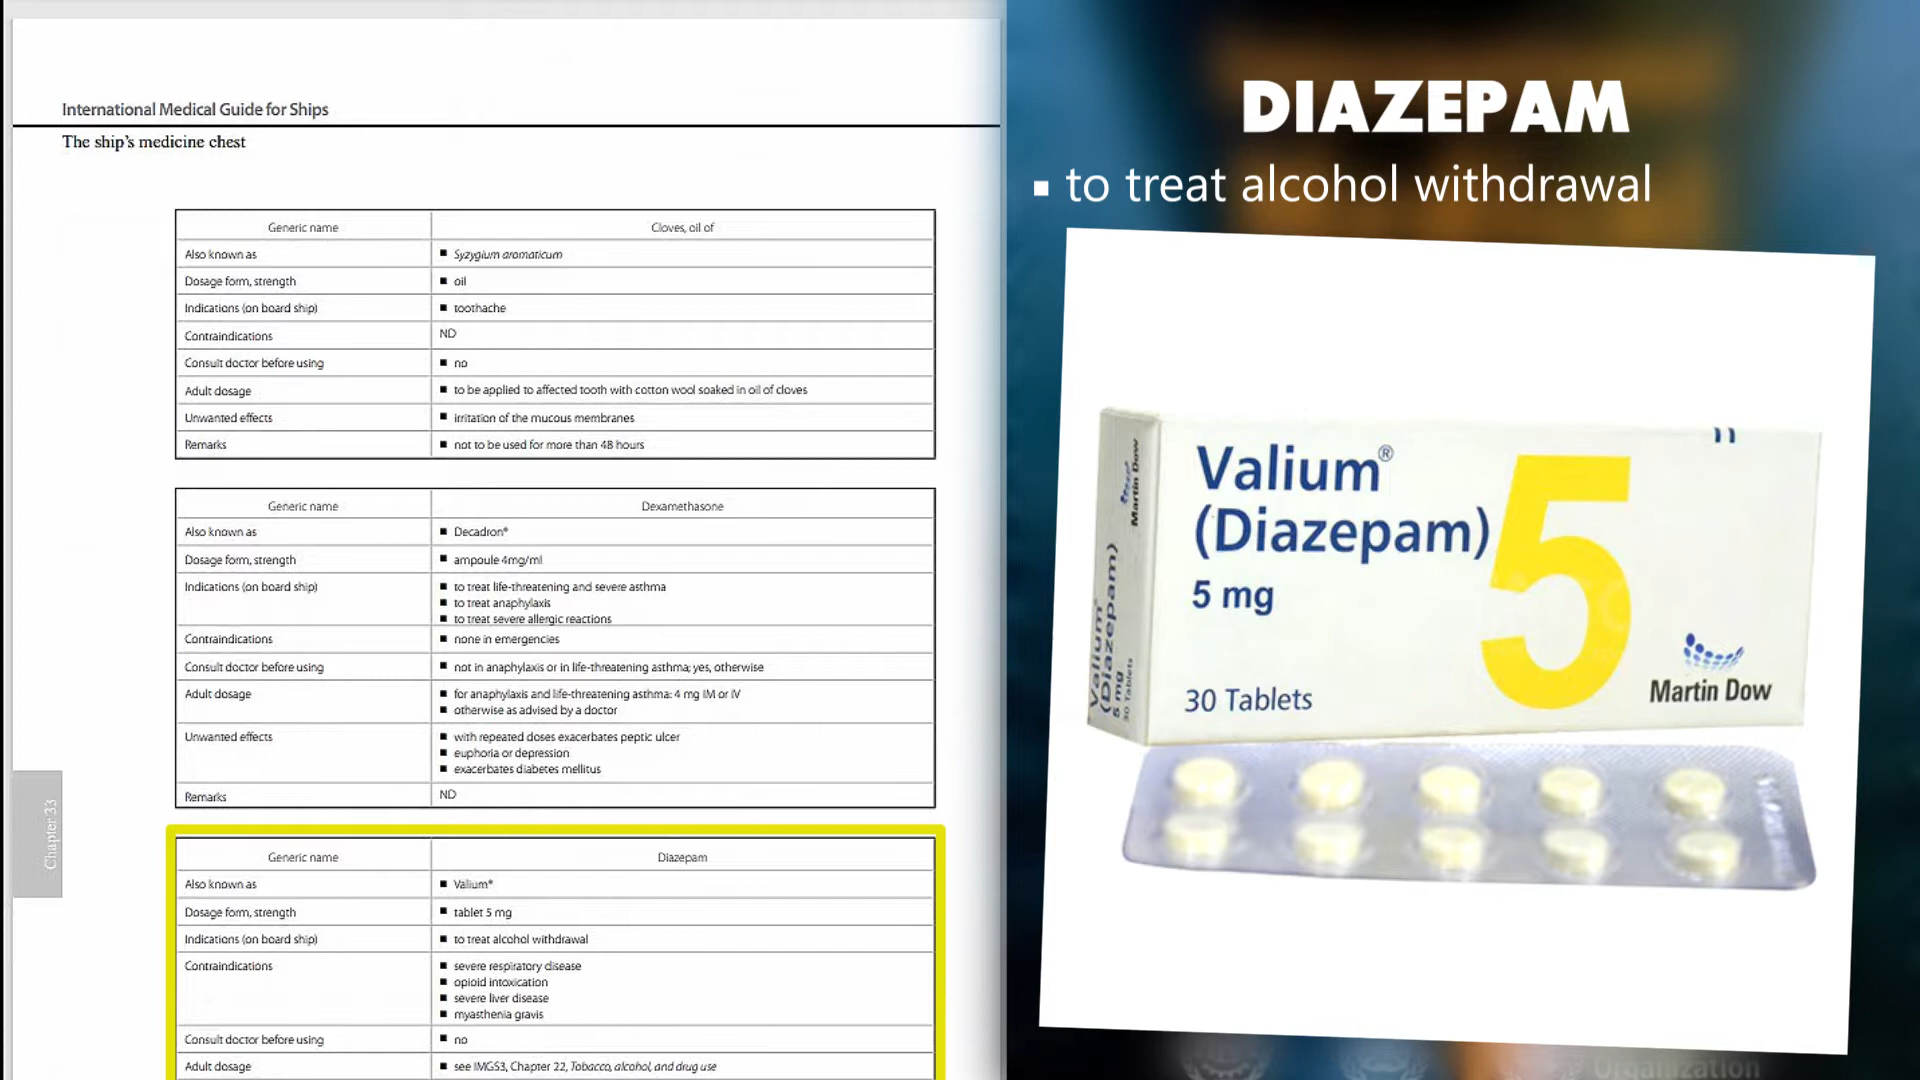 International Medical Guide for Ships
The ship's medicine chest
Generic name Cloves, oil of
Also known as ■ Syzygium aromaticum
Dosage form, strength ■ oil
Indications (on board ship) ■ toothache
Contraindications ND
Consult doctor before using ■ no
Adult dosage ■ to be applied to affected tooth with cotton wool soaked in oil of cloves
Unwanted effects ■ irritation of the mucous membranes
Remarks ■ not to be used for more than 48 hours
Generic name Dexamethasone
Also known as ■ Decadron®
Dosage form, strength ■ ampoule 4mg/ml
Indications (on board ship) ■ to treat life-threatening and severe asthma
■ to treat anaphylaxis
■ to treat severe allergic reactions
Contraindications ■ none in emergencies
Consult doctor before using ■ not in anaphylaxis or in life-threatening asthma; yes, otherwise
Adult dosage ■ for anaphylaxis and life-threatening asthma: 4 mg IM or IV
■ otherwise as advised by a doctor
Unwanted effects ■ with repeated doses exacerbates peptic ulcer
■ euphoria or depression
■ exacerbates diabetes mellitus
Remarks ND
Chapter 33
Generic name Diazepam
Also known as ■ Valium®
Dosage form, strength ■ tablet 5 mg
Indications (on board ship) ■ to treat alcohol withdrawal
Contraindications ■ severe respiratory disease
■ opioid intoxication
■ severe liver disease
■ myasthenia gravis
Consult doctor before using ■ no
Adult dosage ■ see IMGS3, Chapter 22, Tobacco, alcohol, and drug use
DIAZEPAM
■ to treat alcohol withdrawal
Valium®
(Diazepam)
5 mg
5
30 Tablets
Martin Dow
Martin Dow
Valium®
(Diazepam)
5 mg
30 Tablets
Organization